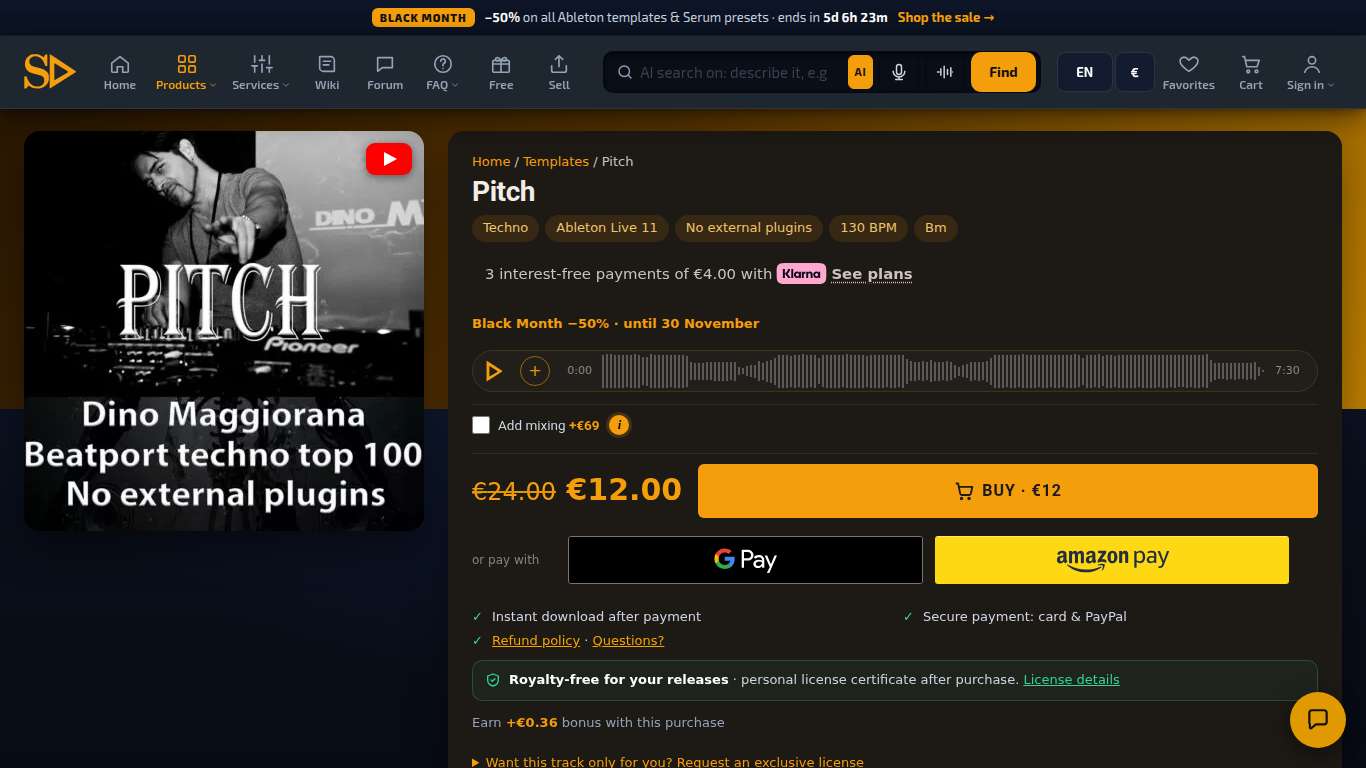 BLACK MONTH −50% on all Ableton templates & Serum presets · ends in 5d 6h 23m Shop the sale →
SD
Home
Products
Services
Wiki
Forum
FAQ
Free
Sell
AI search on: describe it, e.g
AI
Find
EN
€
Favorites
Cart
Sign in
DINO M
PITCH
Pioneer
Dino Maggiorana
Beatport techno top 100
No external plugins
Home / Templates / Pitch
Pitch
Techno
Ableton Live 11
No external plugins
130 BPM
Bm
3 interest-free payments of €4.00 with Klarna See plans
Black Month −50% · until 30 November
0:00
7:30
Add mixing +€69
i
€24.00 €12.00
BUY · €12
or pay with
G Pay
amazon pay
✓ Instant download after payment
✓ Secure payment: card & PayPal
✓ Refund policy · Questions?
Royalty-free for your releases · personal license certificate after purchase. License details
Earn +€0.36 bonus with this purchase
Want this track only for you? Request an exclusive license